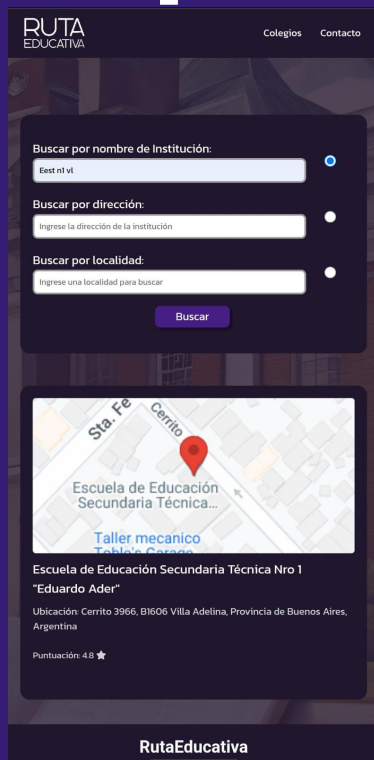 RUTA
EDUCATIVA
Colegios Contacto
Buscar por nombre de Institución:
Eest n1 vl
Buscar por dirección:
Ingrese la dirección de la institución
Buscar por localidad:
Ingrese una localidad para buscar
Buscar
Sta. Fe
Cerrito
Escuela de Educación
Secundaria Técnica...
Taller mecanico
Escuela de Educación Secundaria Técnica Nro 1
"Eduardo Ader"
Ubicación: Cerrito 3966, B1606 Villa Adelina, Provincia de Buenos Aires,
Argentina
Puntuación: 4.8
RutaEducativa